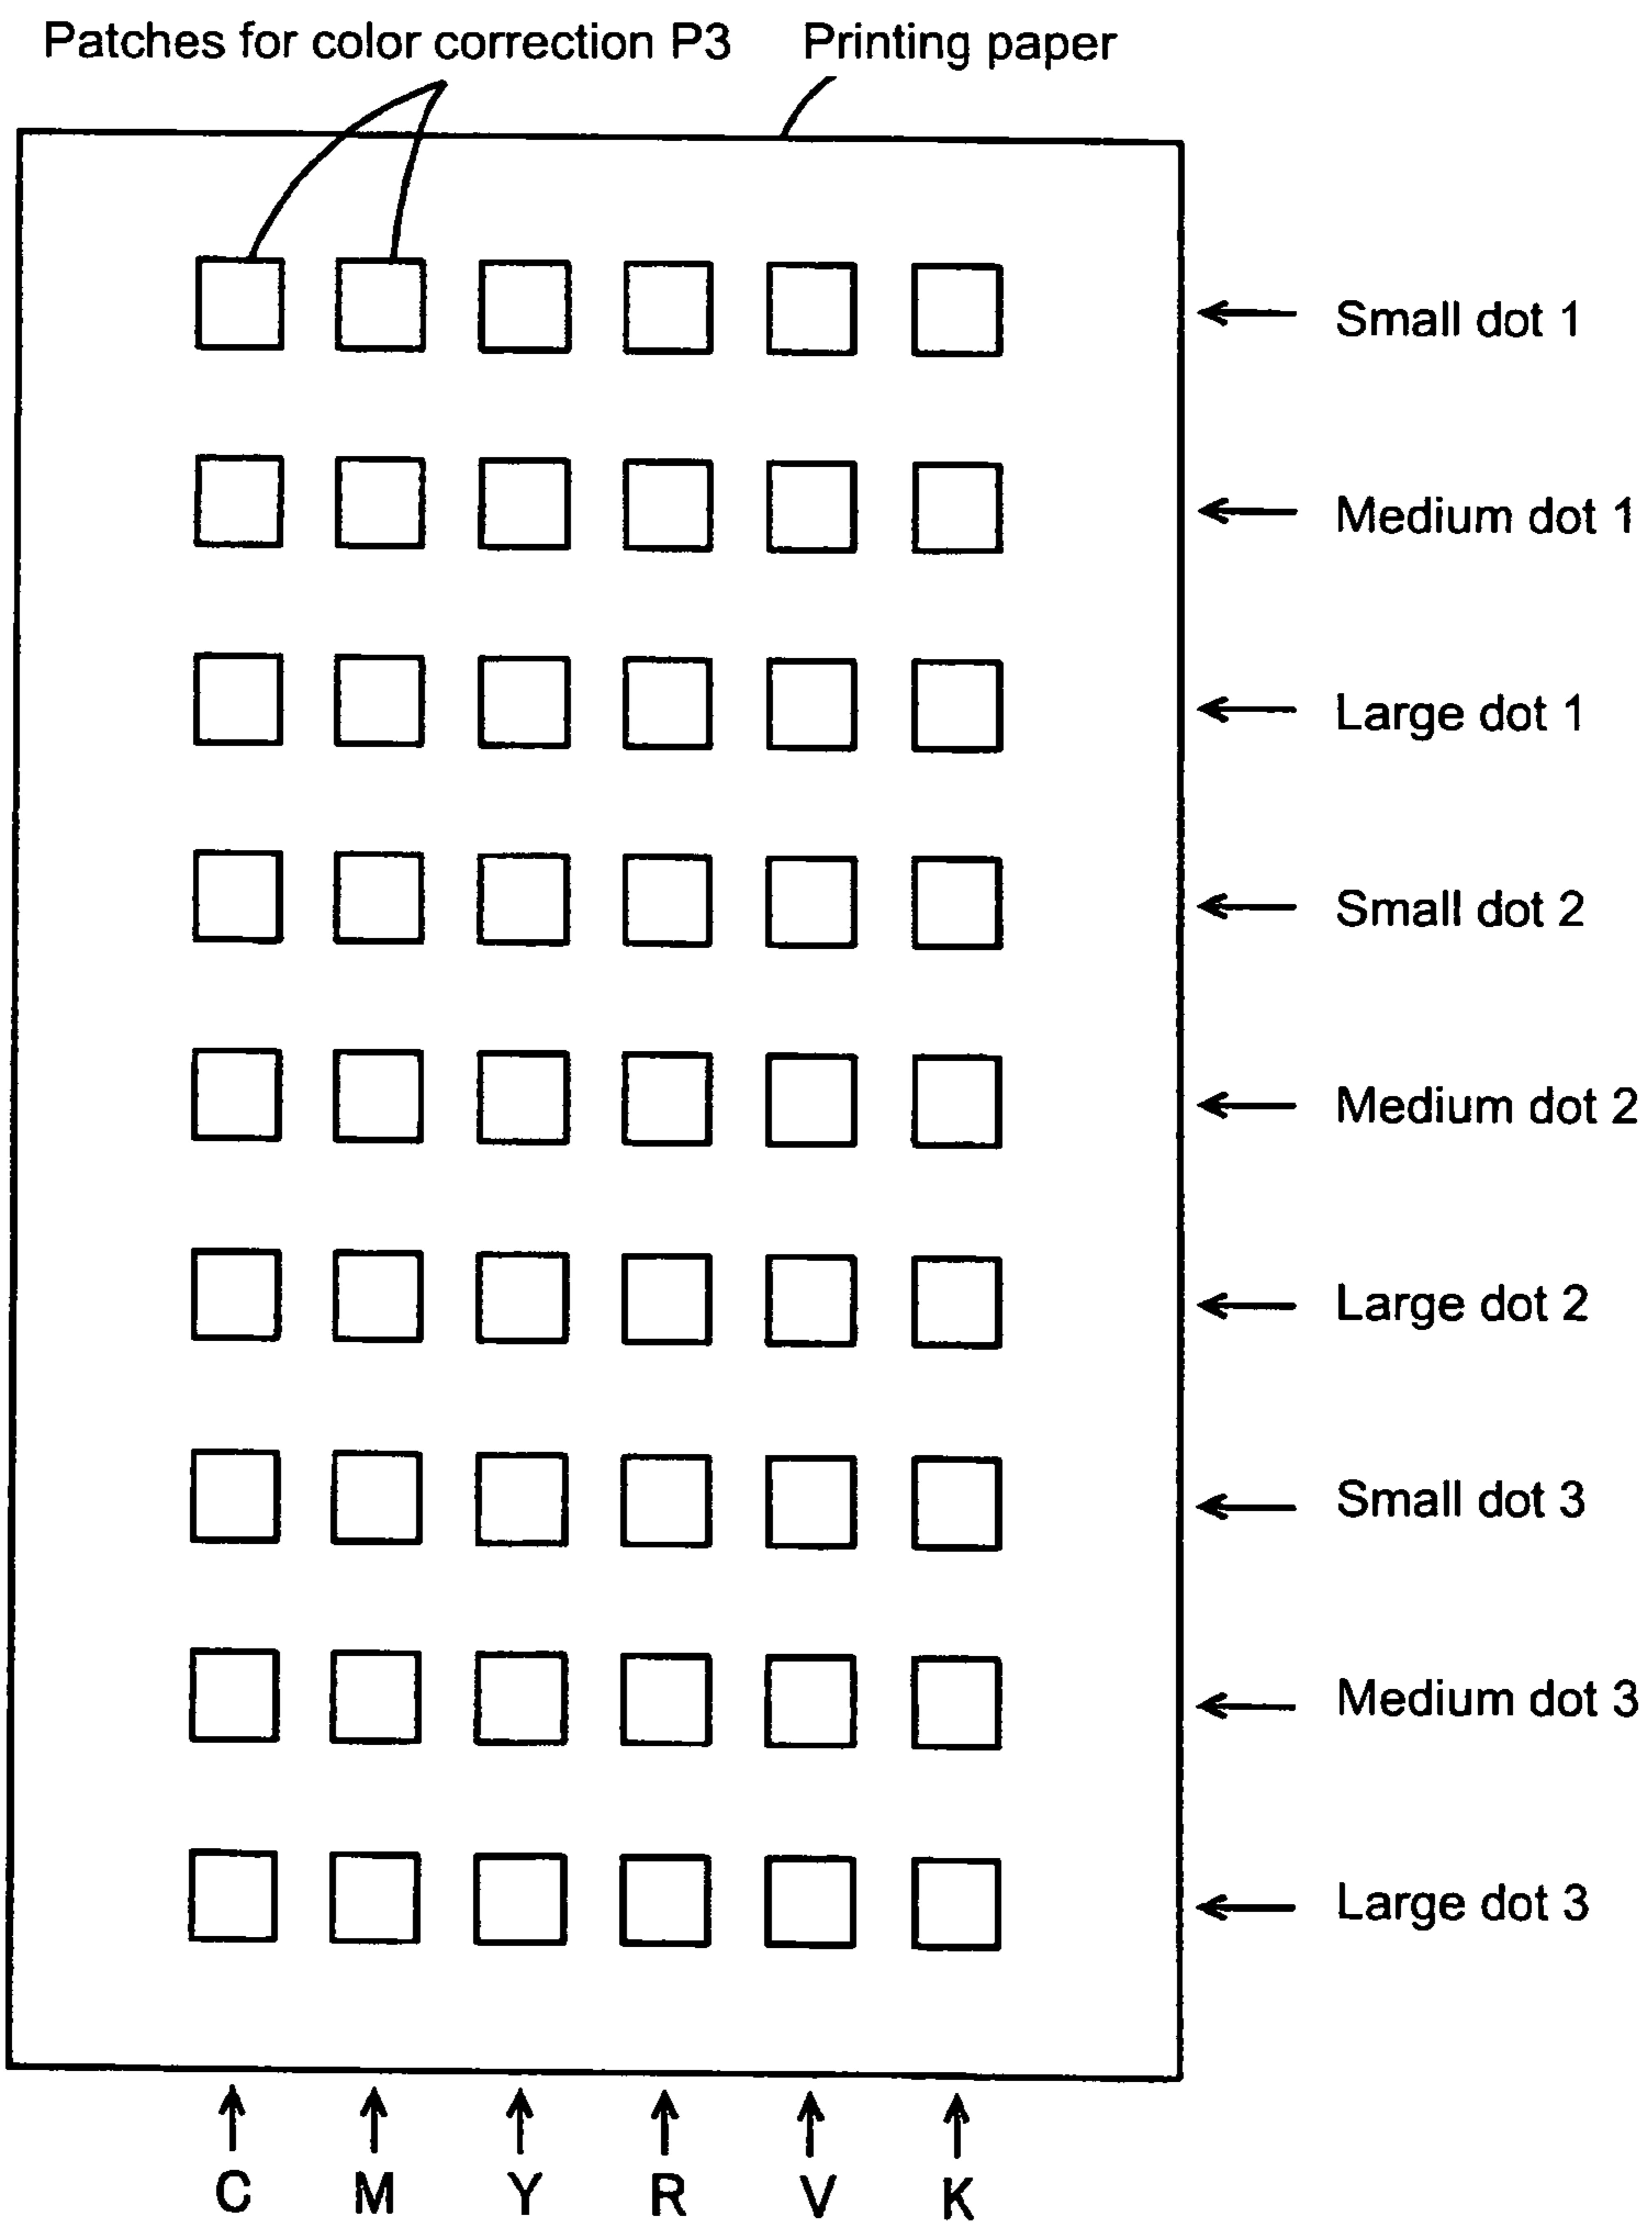 Patches for color correction P3
Printing paper
Small dot 1
Medium dot 1
Large dot 1
Small dot 2
Medium dot 2
Large dot 2
Small dot 3
Medium dot 3
Large dot 3
C M Y R V K